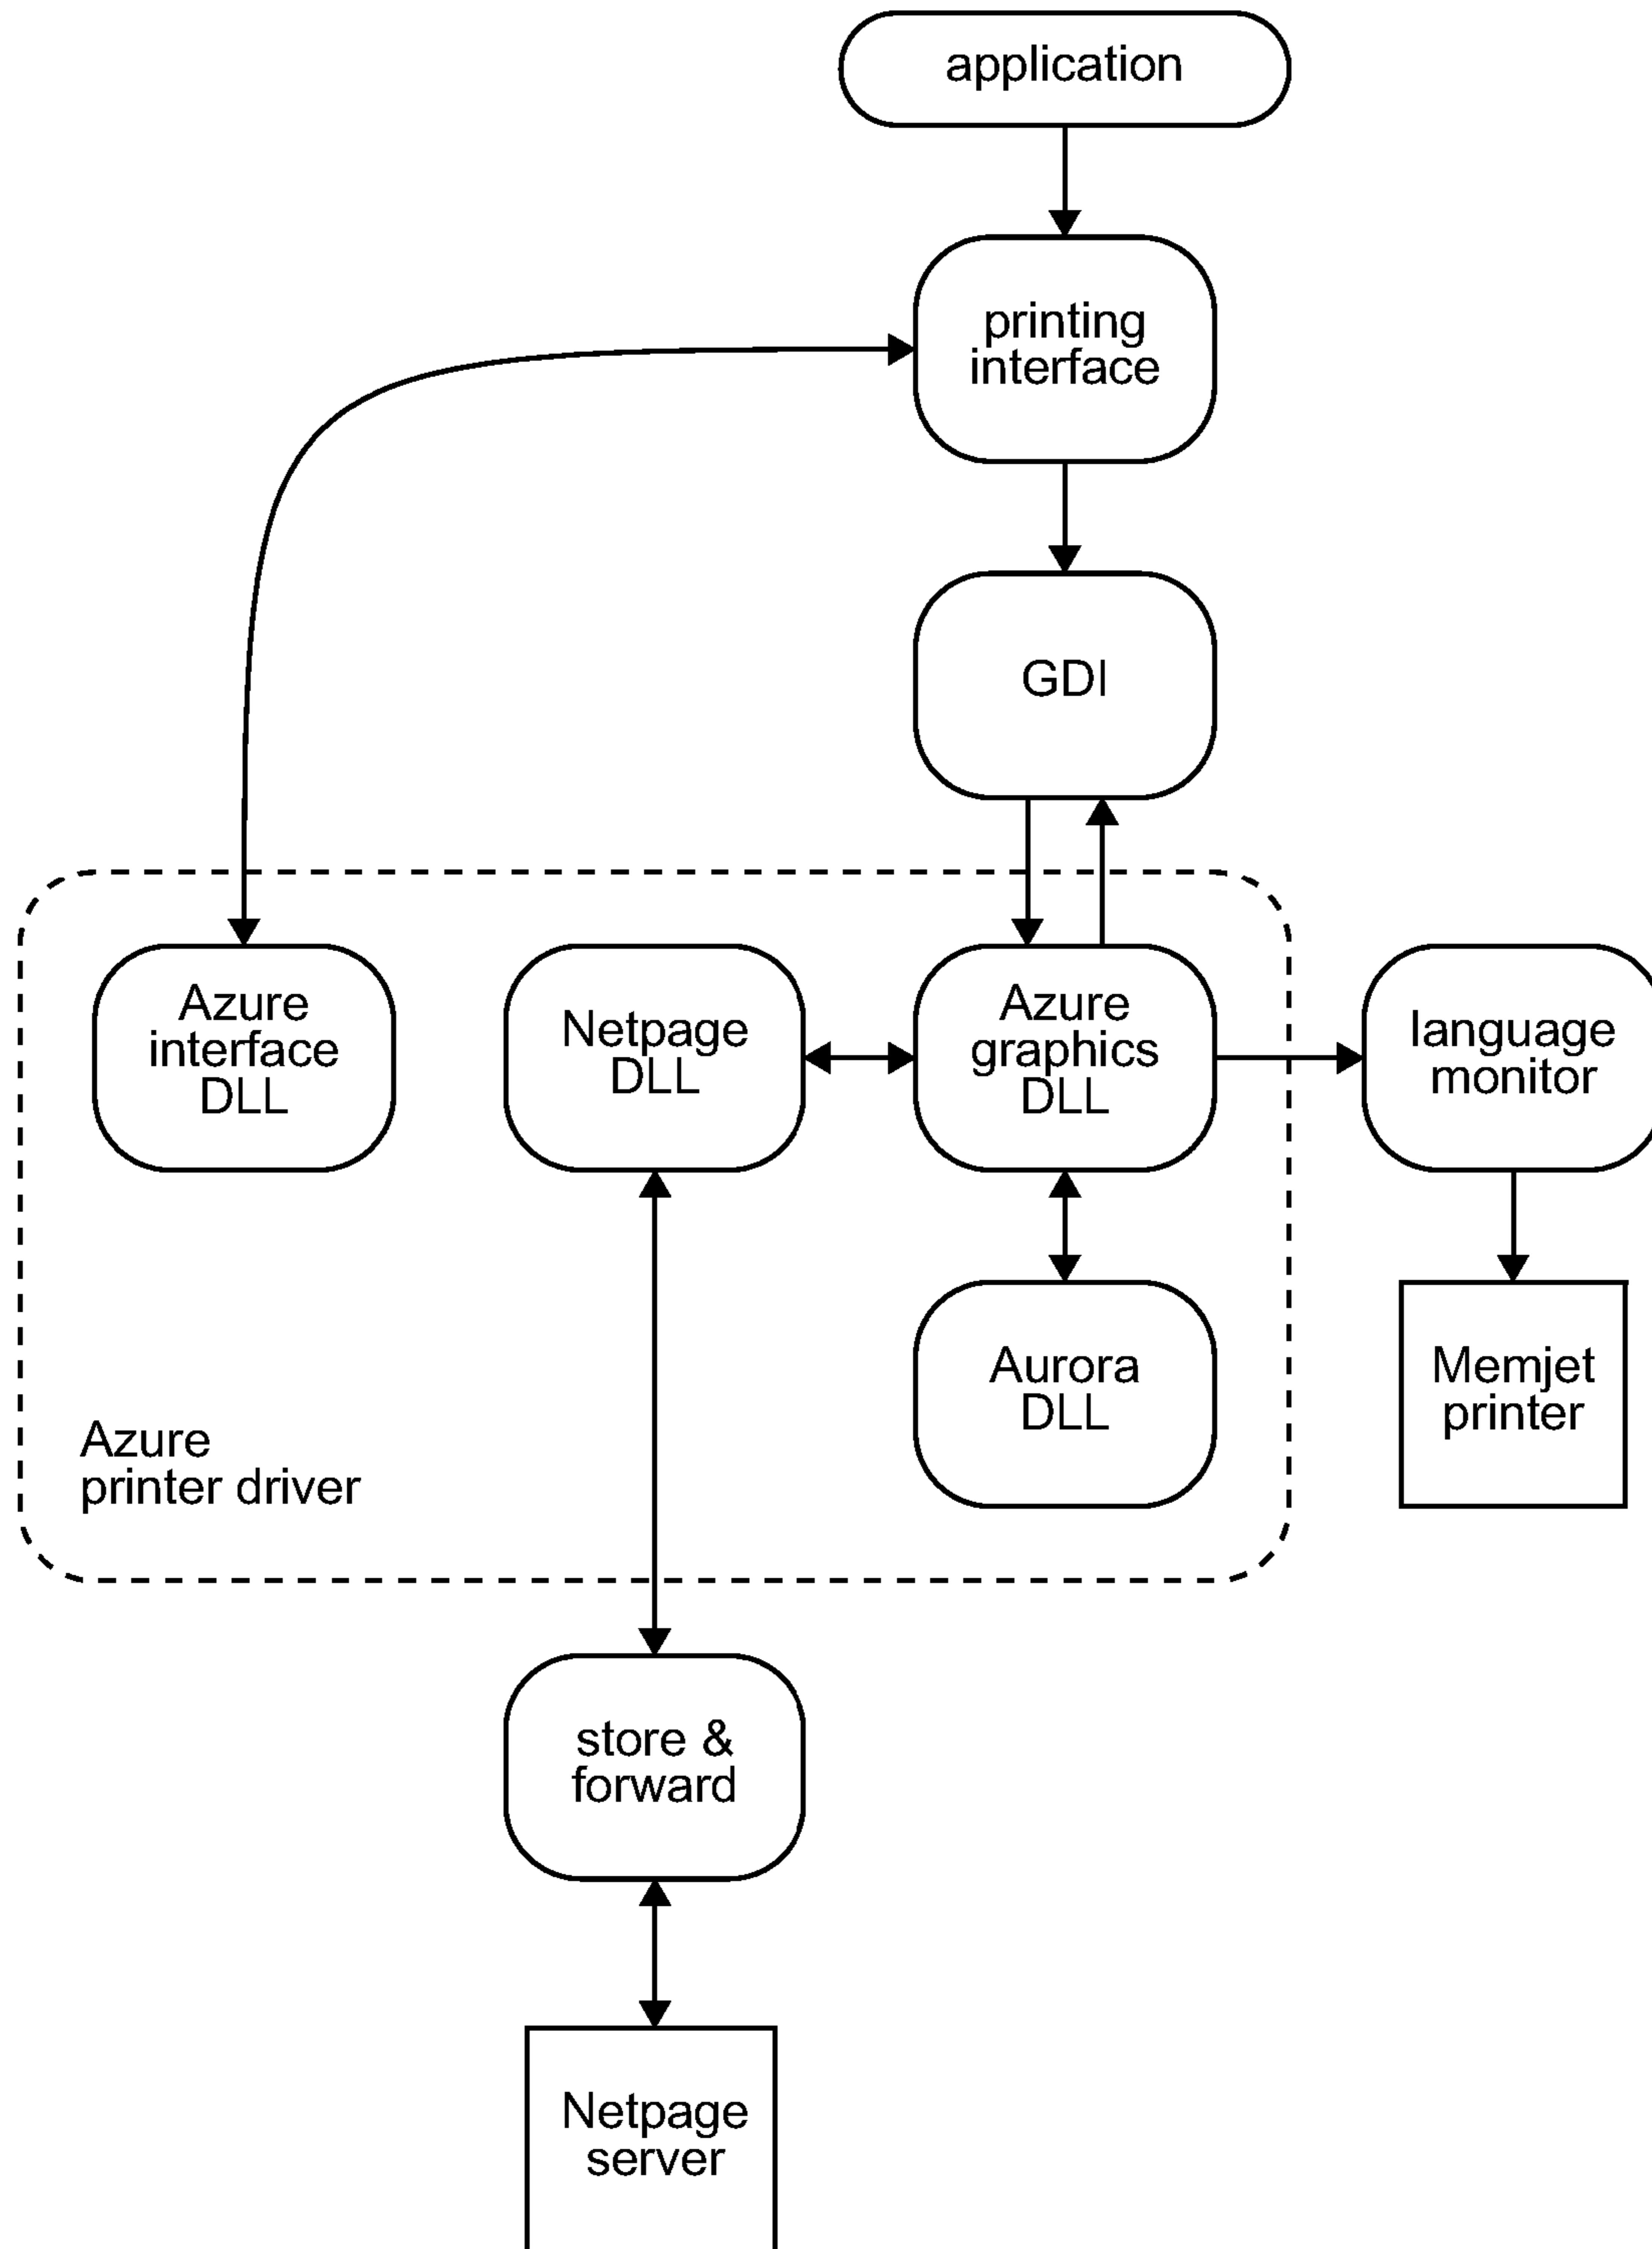 application
printing
interface
GDI
Azure
interface
DLL
Netpage
DLL
Azure
graphics
DLL
language
monitor
Aurora
DLL
Memjet
printer
Azure
printer driver
store &
forward
Netpage
server